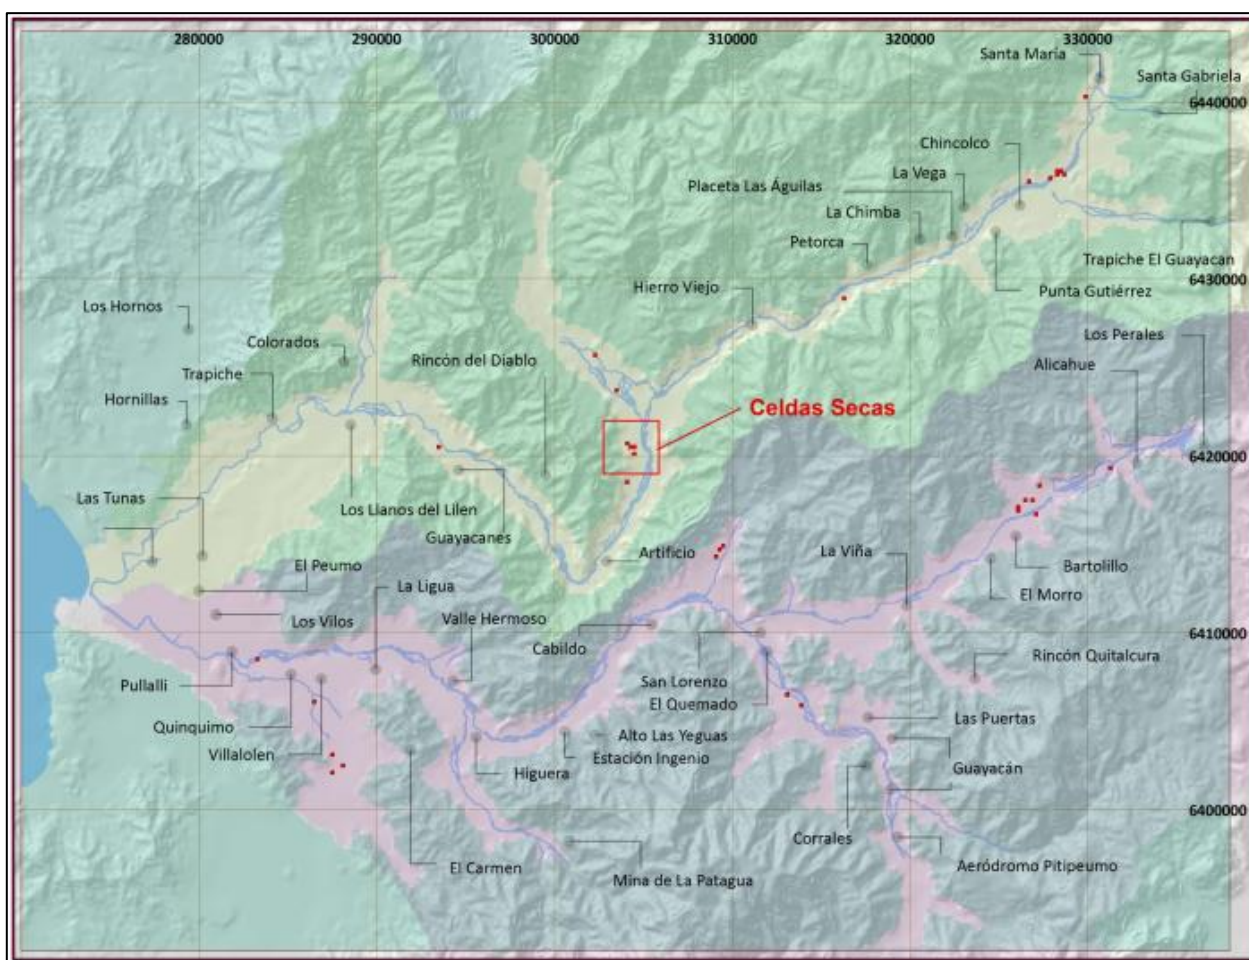 280000
290000
300000
310000
320000
330000
Santa María
Santa Gabriela
6440000
Chincolco
La Vega
Placeta Las Águilas
La Chimba
Petorca
Trapiche El Guayacan
6430000
Hierro Viejo
Punta Gutiérrez
Los Hornos
Los Perales
Colorados
Rincón del Diablo
Alicahue
Trapiche
Hornillas
Celdas Secas
6420000
Las Tunas
Los Llanos del Lilen
Guayacanes
Artificio
La Viña
El Peumo
La Ligua
Bartolillo
El Morro
Los Vilos
Valle Hermoso
6410000
Cabildo
Rincón Quitalcura
Pullalli
San Lorenzo
El Quemado
Las Puertas
Quinquimo
Alto Las Yeguas
Villalolen
Estación Ingenio
Higuera
Guayacán
6400000
Corrales
El Carmen
Mina de La Patagua
Aeródromo Pitipeumo